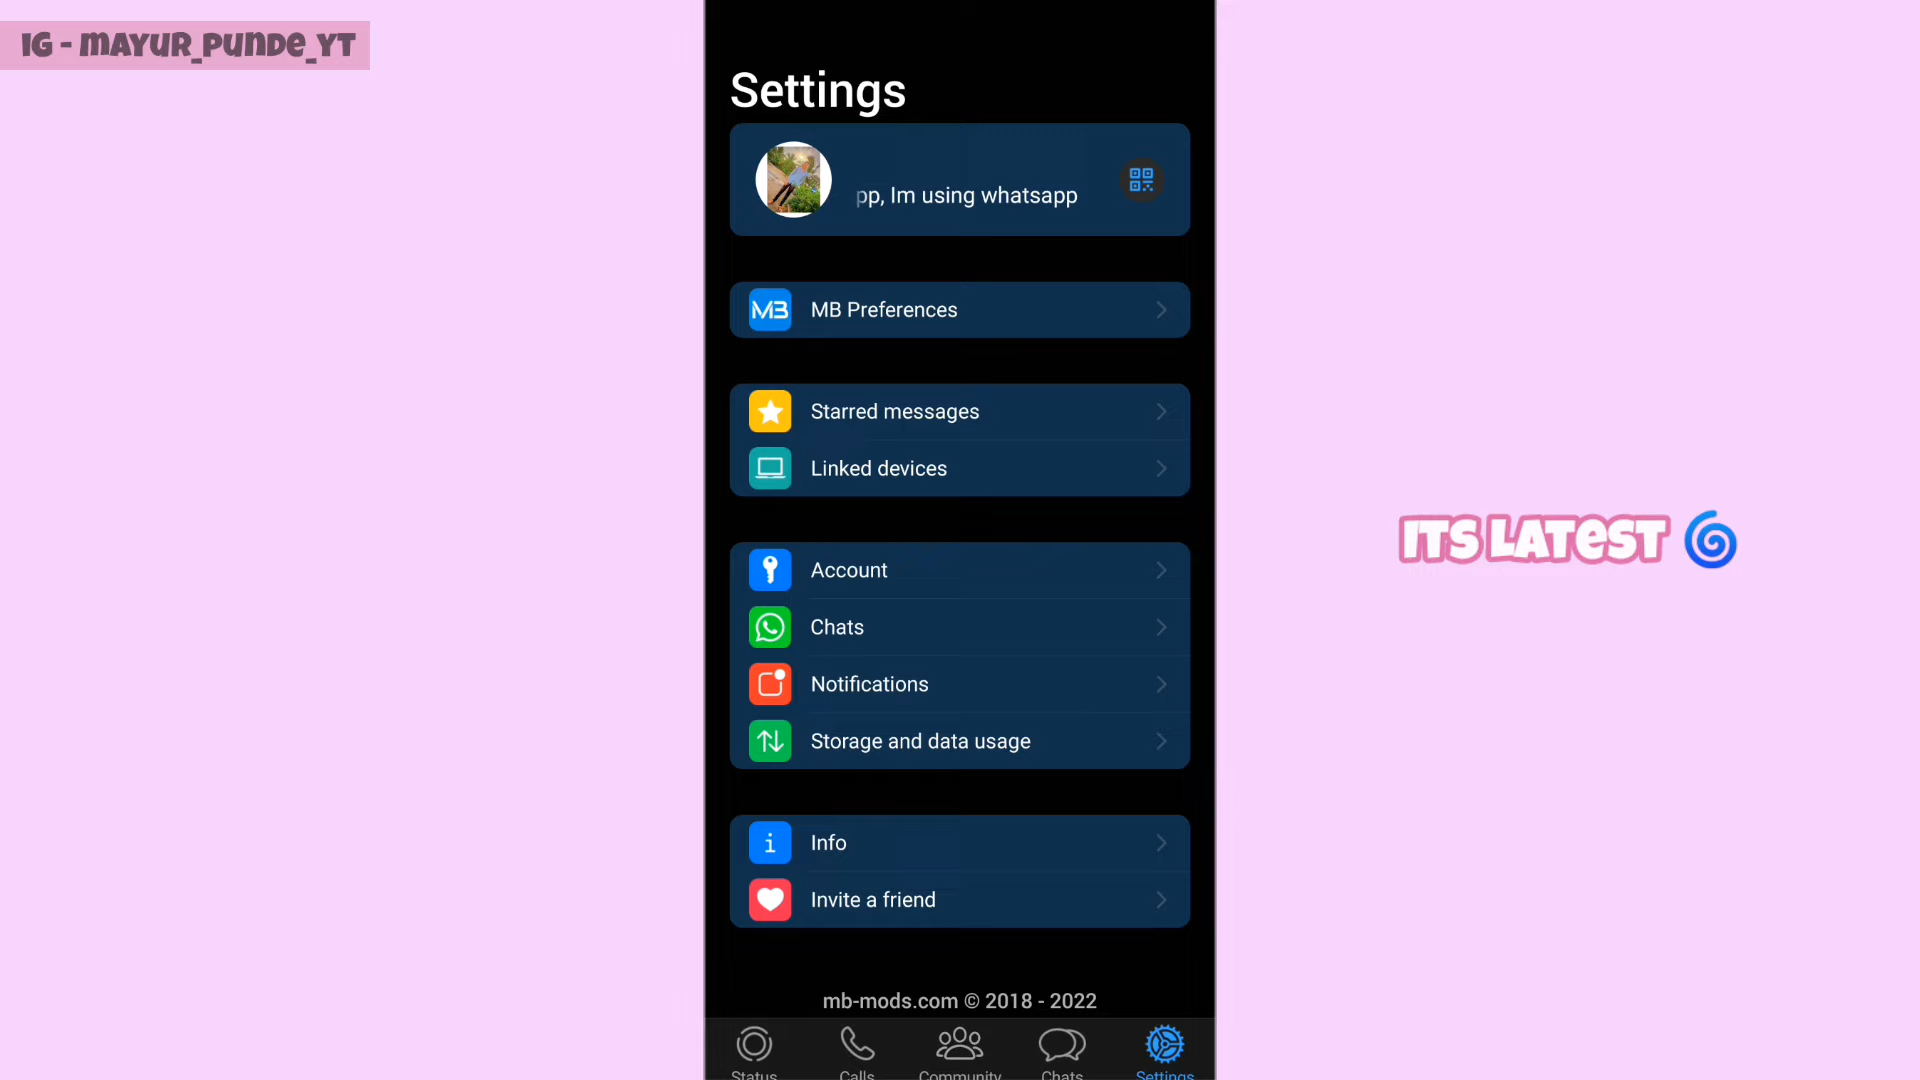 IG - MAYUR_PUNDE_YT
Settings
pp, Im using whatsapp
MB
MB Preferences
Starred messages
Linked devices
Account
Chats
Notifications
Storage and data usage
i
Info
Invite a friend
ITS LATEST
mb-mods.com © 2018 - 2022
Status
Calls
Community
Chats
Settings